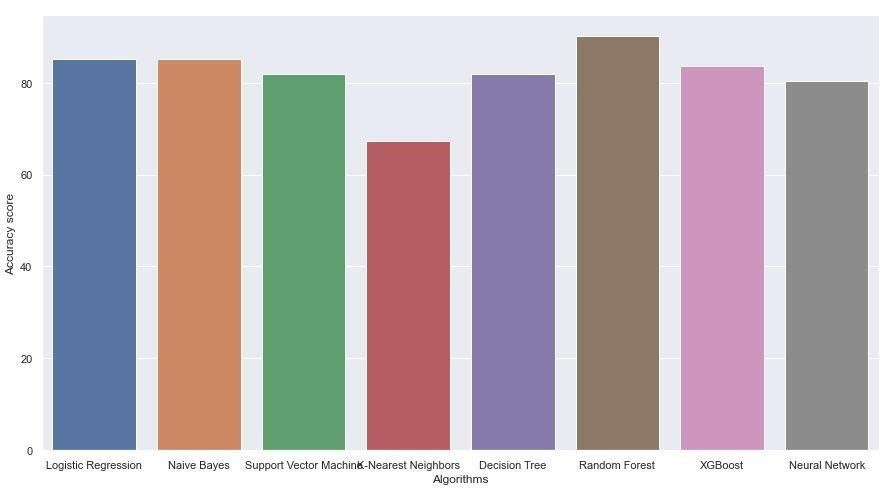 Accuracy score
80
60
40
20
0
Logistic Regression
Naive Bayes
Support Vector Machine
K-Nearest Neighbors
Decision Tree
Random Forest
XGBoost
Neural Network
Algorithms